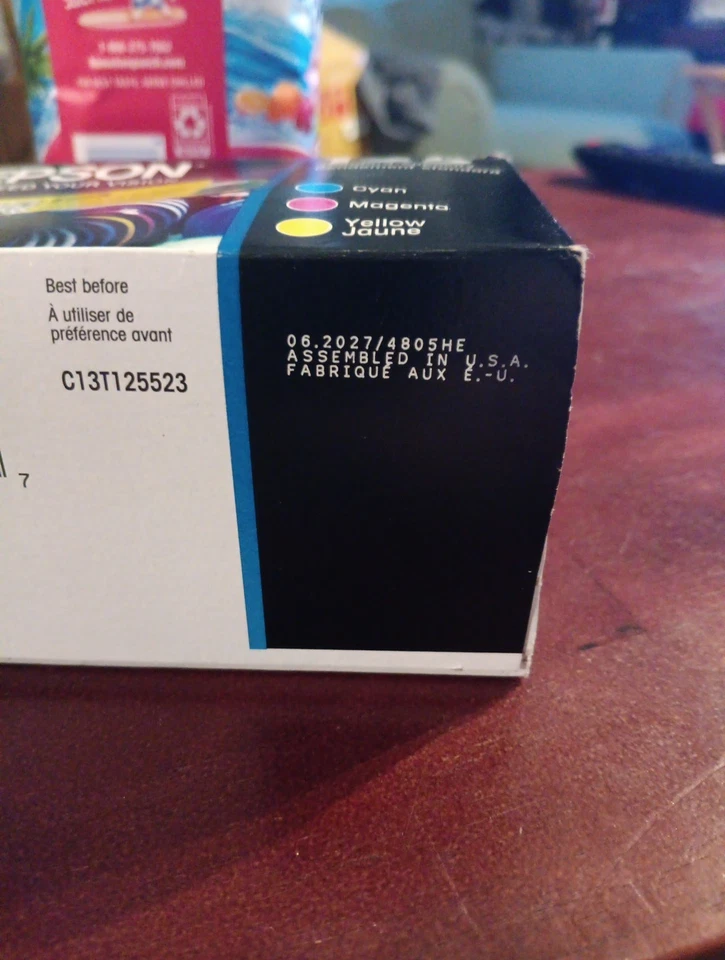 PSON
Cyan
Magenta
Yellow
Jaune
Best before
À utiliser de
préférence avant
C13T125523
7
06.2027/4805HE
ASSEMBLED IN U.S.A.
FABRIQUÉ AUX É.-U.